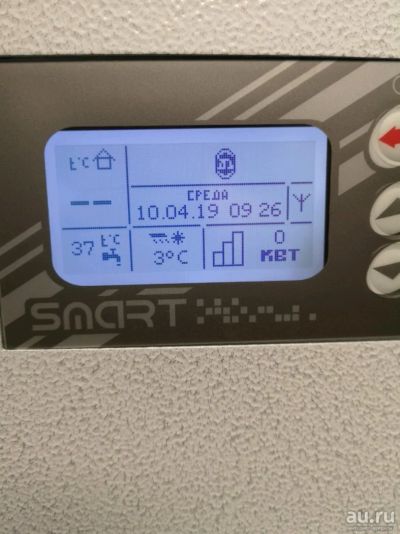 t°C
--
СРЕДА
10.04.19 09 26
37 t°C
3°C
0
КВТ
SMART
au.ru